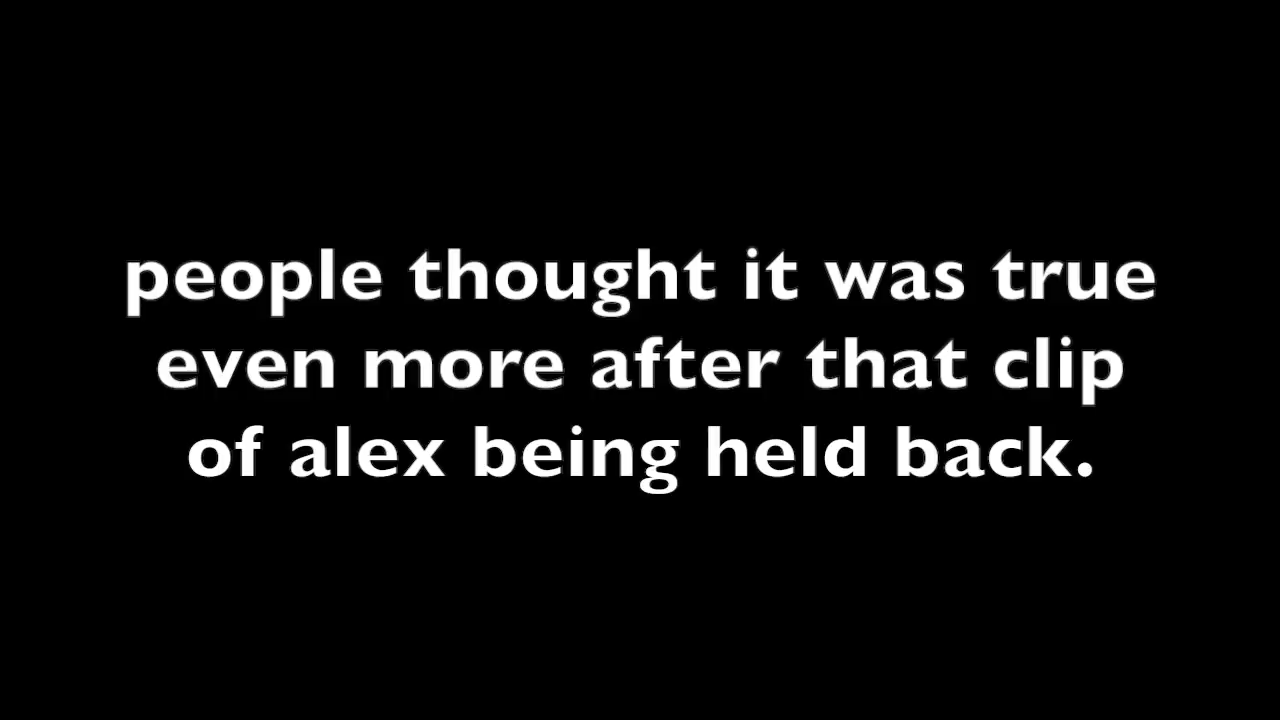 people thought it was true
even more after that clip
of alex being held back.